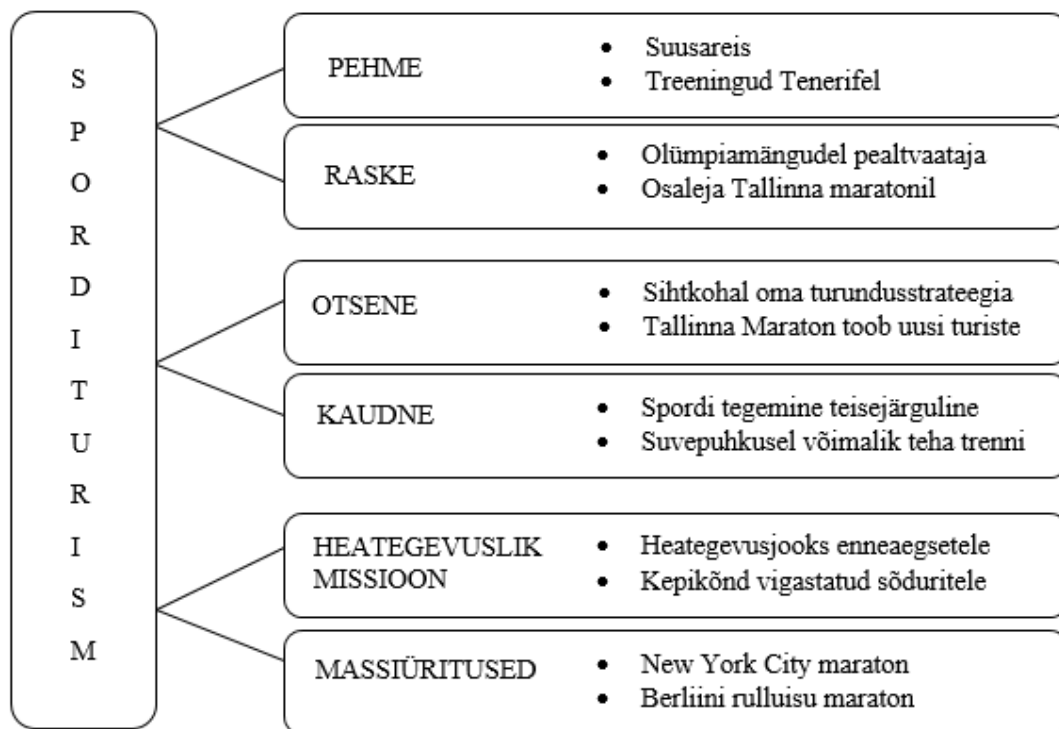 S
P
O
R
D
I
T
U
R
I
S
M
PEHME
• Suusareis
• Treeningud Tenerifel
RASKE
• Olümpiamängudel pealtvaataja
• Osaleja Tallinna maratonil
OTSENE
• Sihtkohal oma turundusstrateegia
• Tallinna Maraton toob uusi turiste
KAUDNE
• Spordi tegemine teisejärguline
• Suvepuhkusel võimalik teha trenni
HEATEGEVUSLIK
MISSIOON
• Heategevusjooks enneaegsetele
• Kepikõnd vigastatud sõduritele
MASSIÜRITUSED
• New York City maraton
• Berliini rulluisu maraton